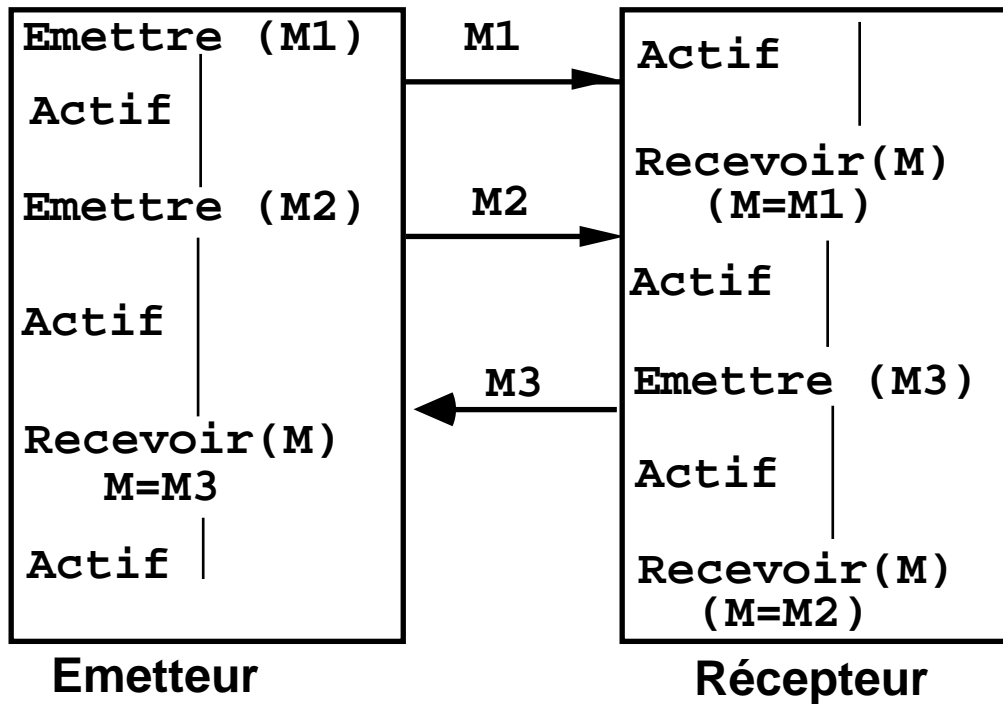 Emettre (M1)
Actif
Emettre (M2)
Actif
Recevoir(M)
M=M3
Actif
Emetteur
M1
M2
M3
Actif
Recevoir(M)
(M=M1)
Actif
Emettre (M3)
Actif
Recevoir(M)
(M=M2)
Récepteur